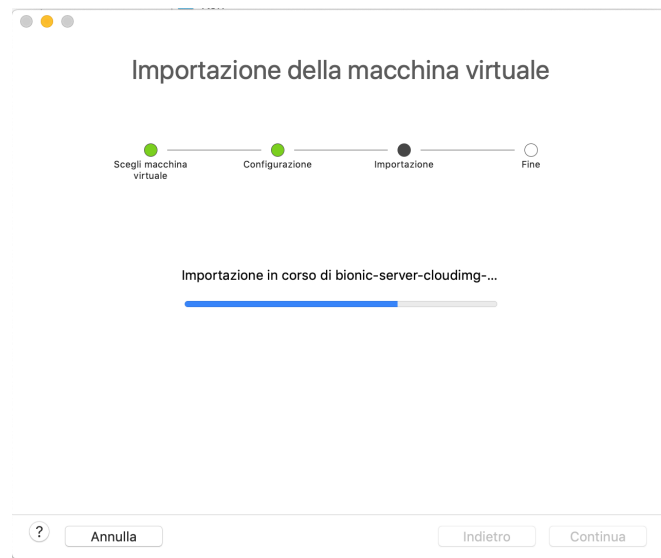 Importazione della macchina virtuale
Scegli macchina
virtuale
Configurazione
Importazione
Fine
Importazione in corso di bionic-server-cloudimg-...
?
Annulla
Indietro
Continua